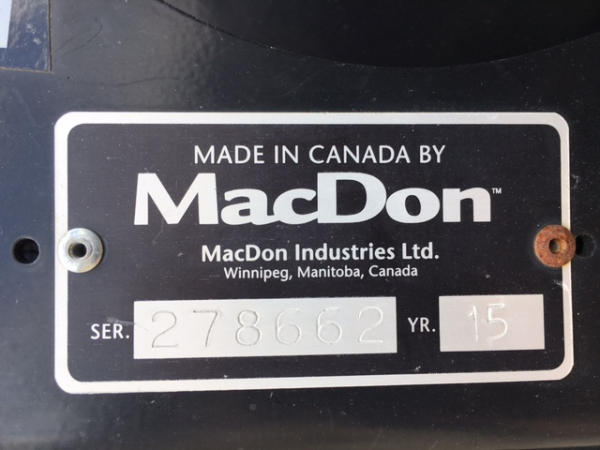 MADE IN CANADA BY
MacDon™
MacDon Industries Ltd.
Winnipeg, Manitoba, Canada
SER. 278662 YR. 15